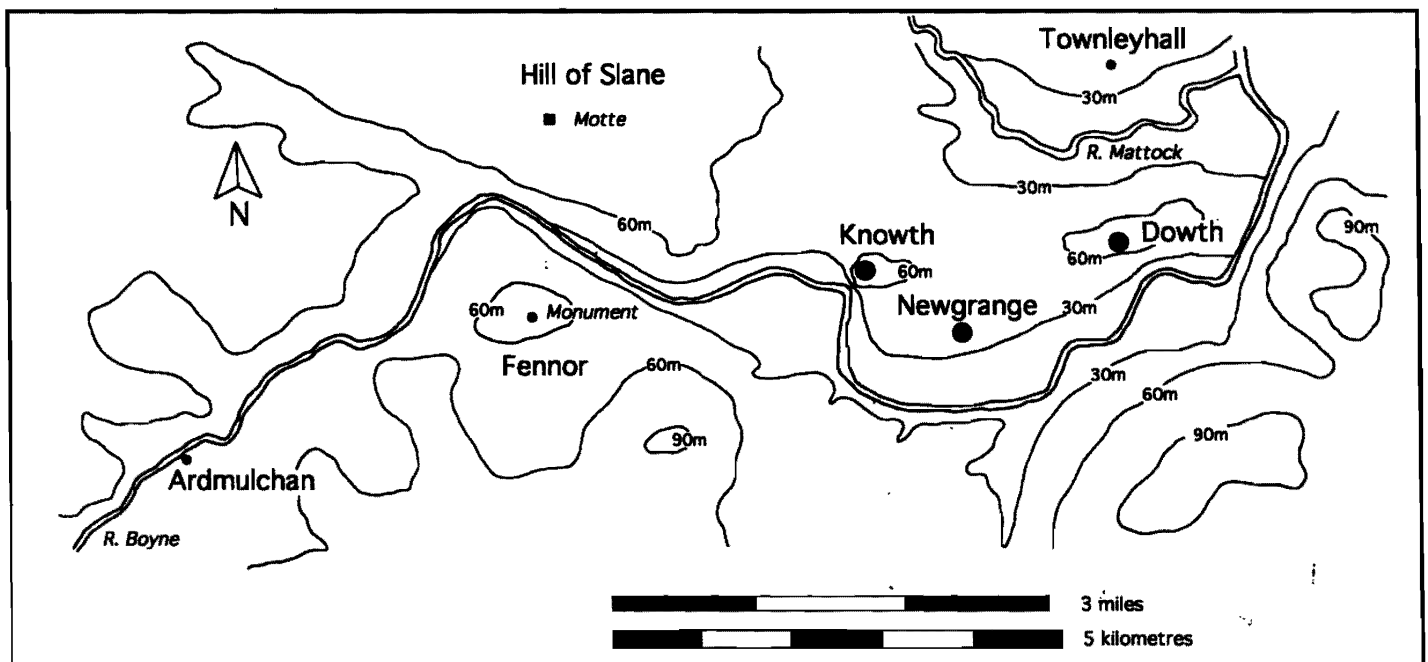 Townleyhall
Hill of Slane
30m
Motte
R. Mattock
30m
N
60m
90m
Knowth
Dowth
60m
60m
Newgrange
60m
Monument
30m
Fennor
60m
30m
60m
90m
90m
Ardmulchan
R. Boyne
3 miles
5 kilometres